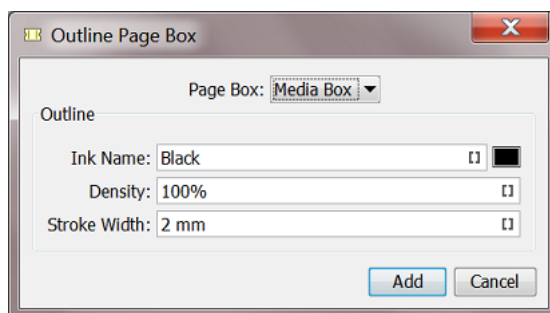 Outline Page Box
Page Box: Media Box
Outline
Ink Name: Black []
Density: 100% []
Stroke Width: 2 mm []
Add Cancel